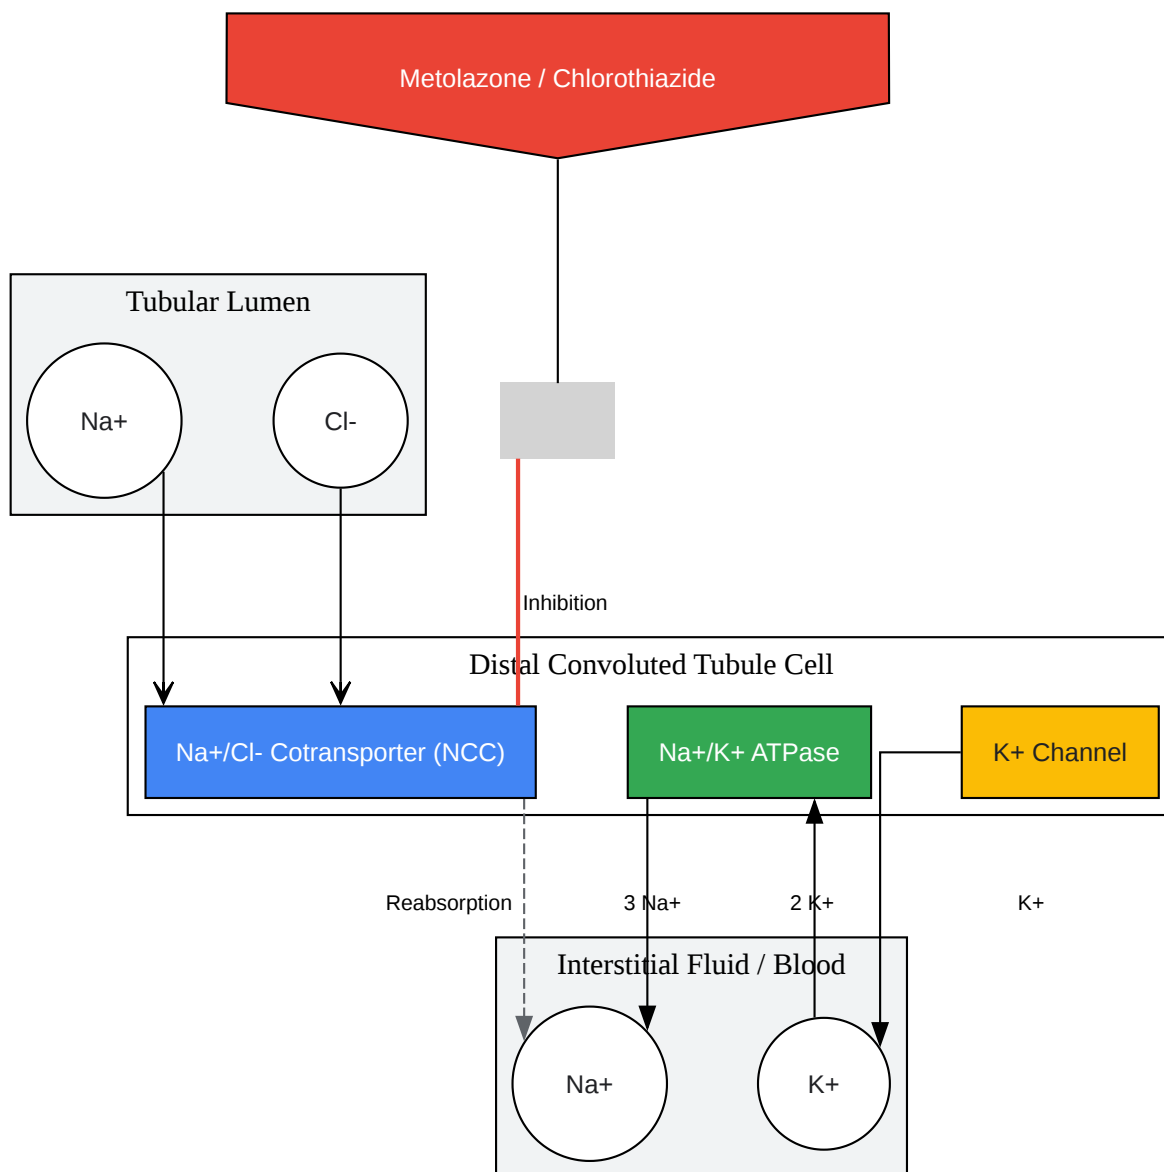 Metolazone / Chlorothiazide
Tubular Lumen
Na+
Cl-
Inhibition
Distal Convoluted Tubule Cell
Na+/Cl- Cotransporter (NCC)
Na+/K+ ATPase
K+ Channel
Reabsorption
3 Na+
2 K+
K+
Interstitial Fluid / Blood
Na+
K+